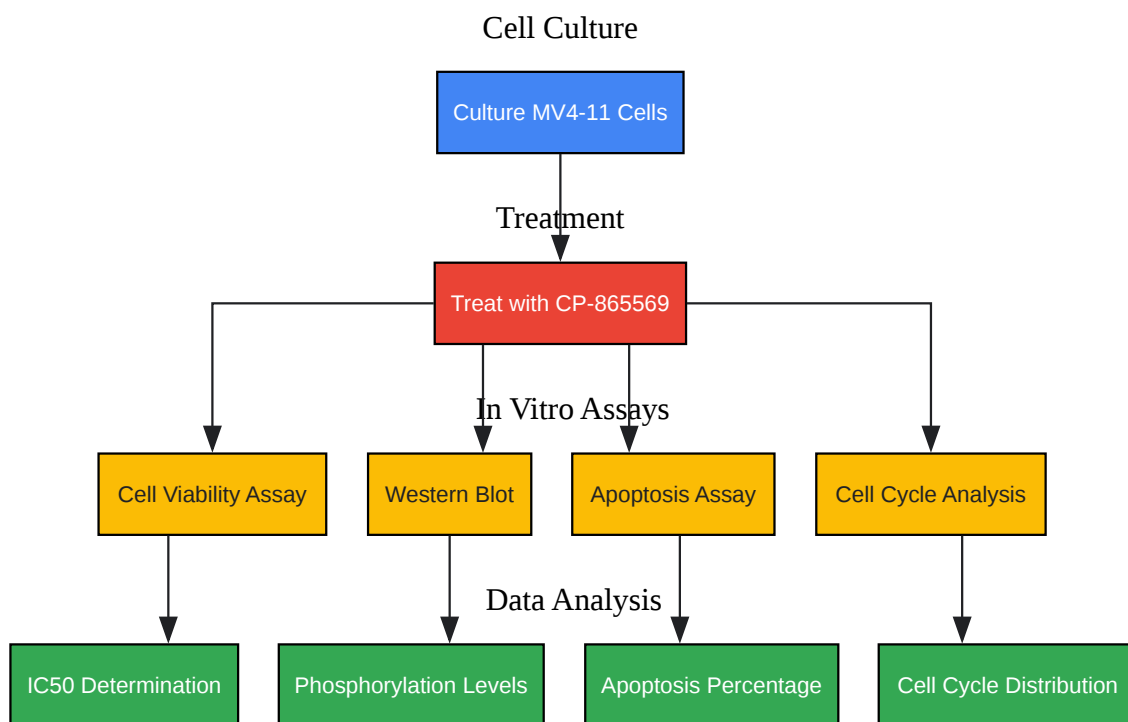 Cell Culture
Culture MV4-11 Cells
Treatment
Treat with CP-865569
In Vitro Assays
Cell Viability Assay
Western Blot
Apoptosis Assay
Cell Cycle Analysis
Data Analysis
IC50 Determination
Phosphorylation Levels
Apoptosis Percentage
Cell Cycle Distribution